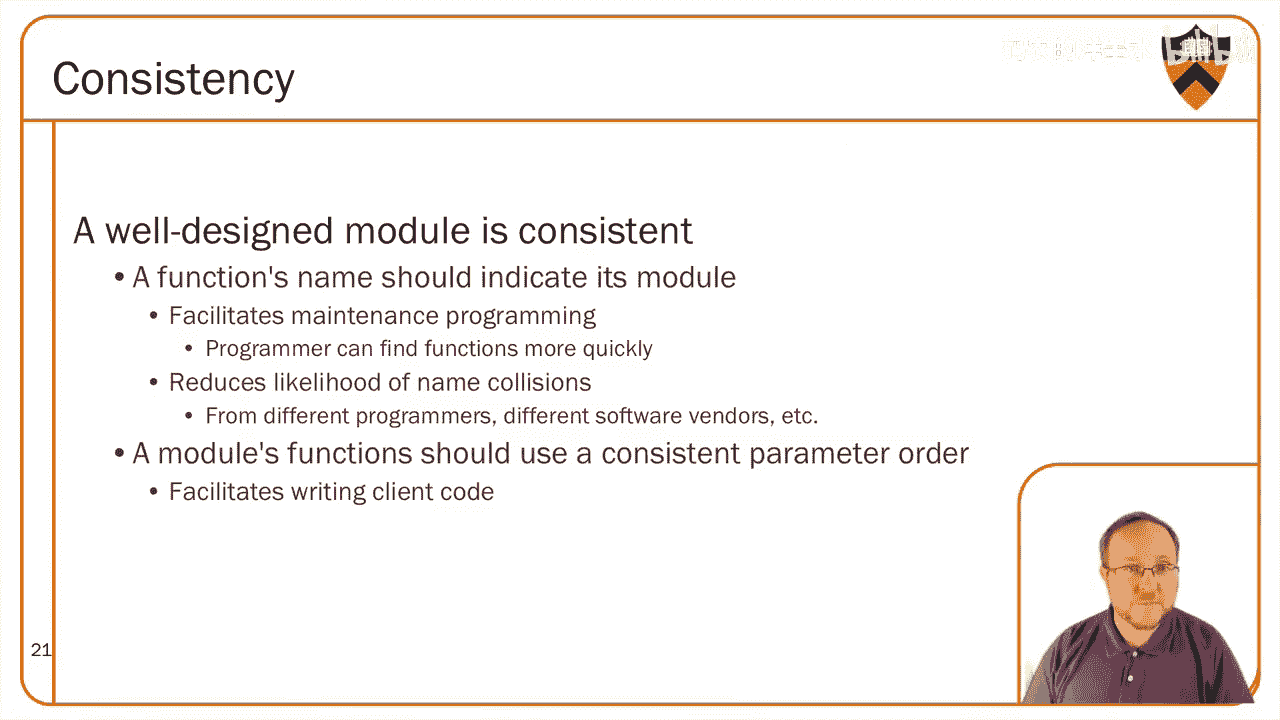 Consistency
A well-designed module is consistent
• A function's name should indicate its module
• Facilitates maintenance programming
• Programmer can find functions more quickly
• Reduces likelihood of name collisions
• From different programmers, different software vendors, etc.
• A module's functions should use a consistent parameter order
• Facilitates writing client code
21